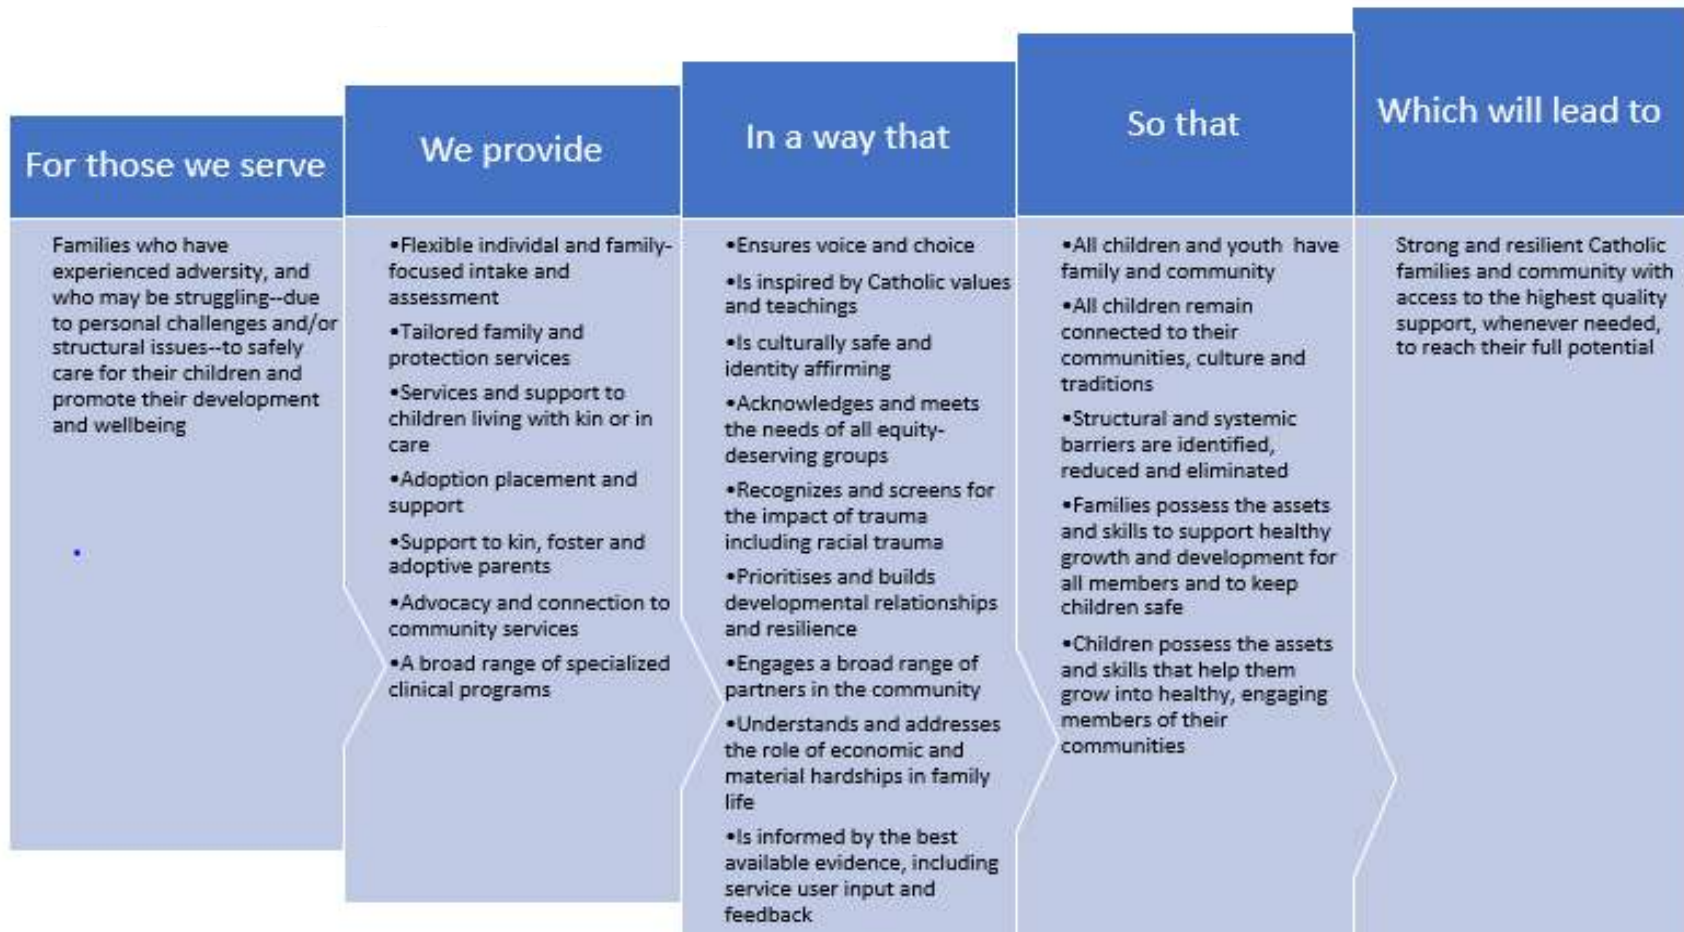 For those we serve
Families who have
experienced adversity, and
who may be struggling--due
to personal challenges and/or
structural issues--to safely
care for their children and
promote their development
and wellbeing
We provide
•Flexible individal and family-
focused intake and
assessment
•Tailored family and
protection services
•Services and support to
children living with kin or in
care
•Adoption placement and
support
•Support to kin, foster and
adoptive parents
•Advocacy and connection to
community services
•A broad range of specialized
clinical programs
In a way that
•Ensures voice and choice
•Is inspired by Catholic values
and teachings
•Is culturally safe and
identity affirming
•Acknowledges and meets
the needs of all equity-
deserving groups
•Recognizes and screens for
the impact of trauma
including racial trauma
•Prioritises and builds
developmental relationships
and resilience
•Engages a broad range of
partners in the community
•Understands and addresses
the role of economic and
material hardships in family
life
•Is informed by the best
available evidence, including
service user input and
feedback
So that
•All children and youth  have
family and community
•All children remain
connected to their
communities, culture and
traditions
•Structural and systemic
barriers are identified,
reduced and eliminated
•Families possess the assets
and skills to support healthy
growth and development for
all members and to keep
children safe
•Children possess the assets
and skills that help them
grow into healthy, engaging
members of their
communities
Which will lead to
Strong and resilient Catholic
families and community with
access to the highest quality
support, whenever needed,
to reach their full potential